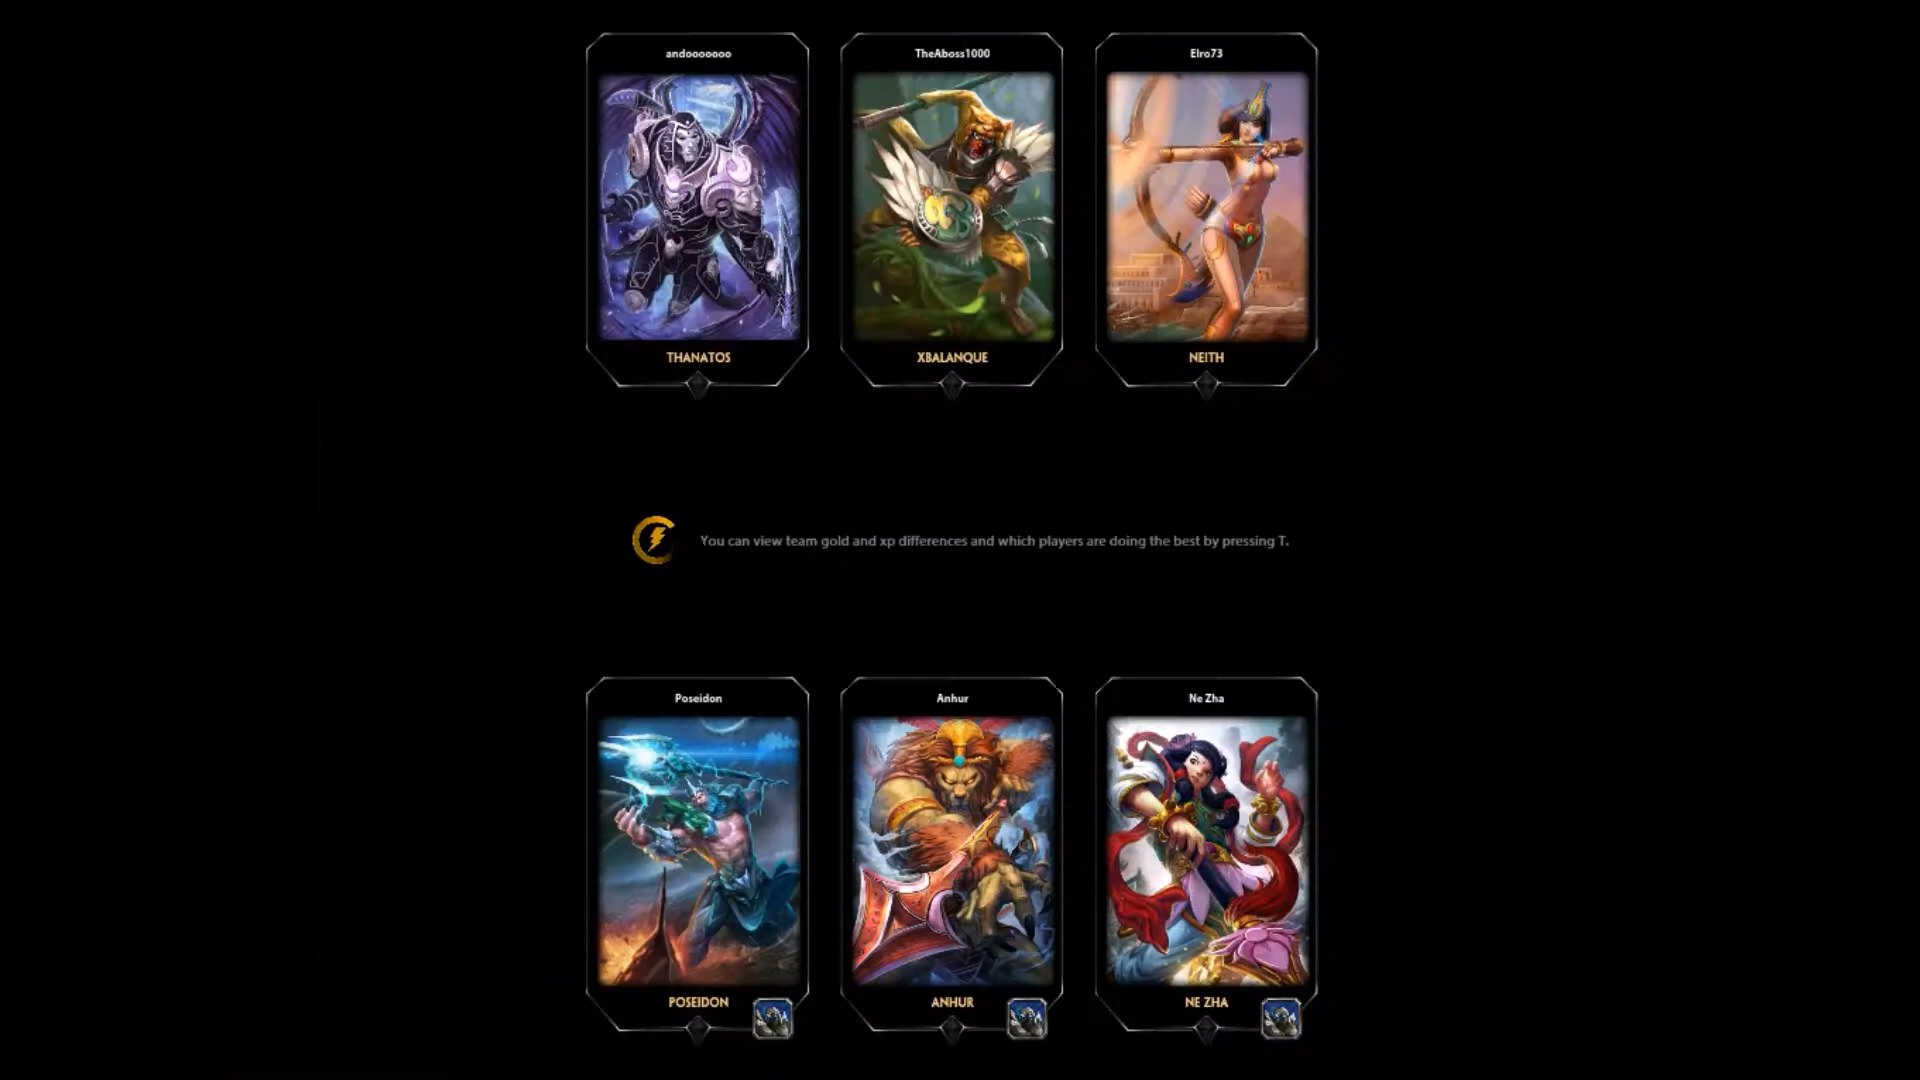 andooooooo
TheAboss1000
Elro73
THANATOS
XBALANQUE
NEITH
You can view team gold and xp differences and which players are doing the best by pressing T.
Poseidon
Anhur
Ne Zha
POSEIDON
ANHUR
NE ZHA